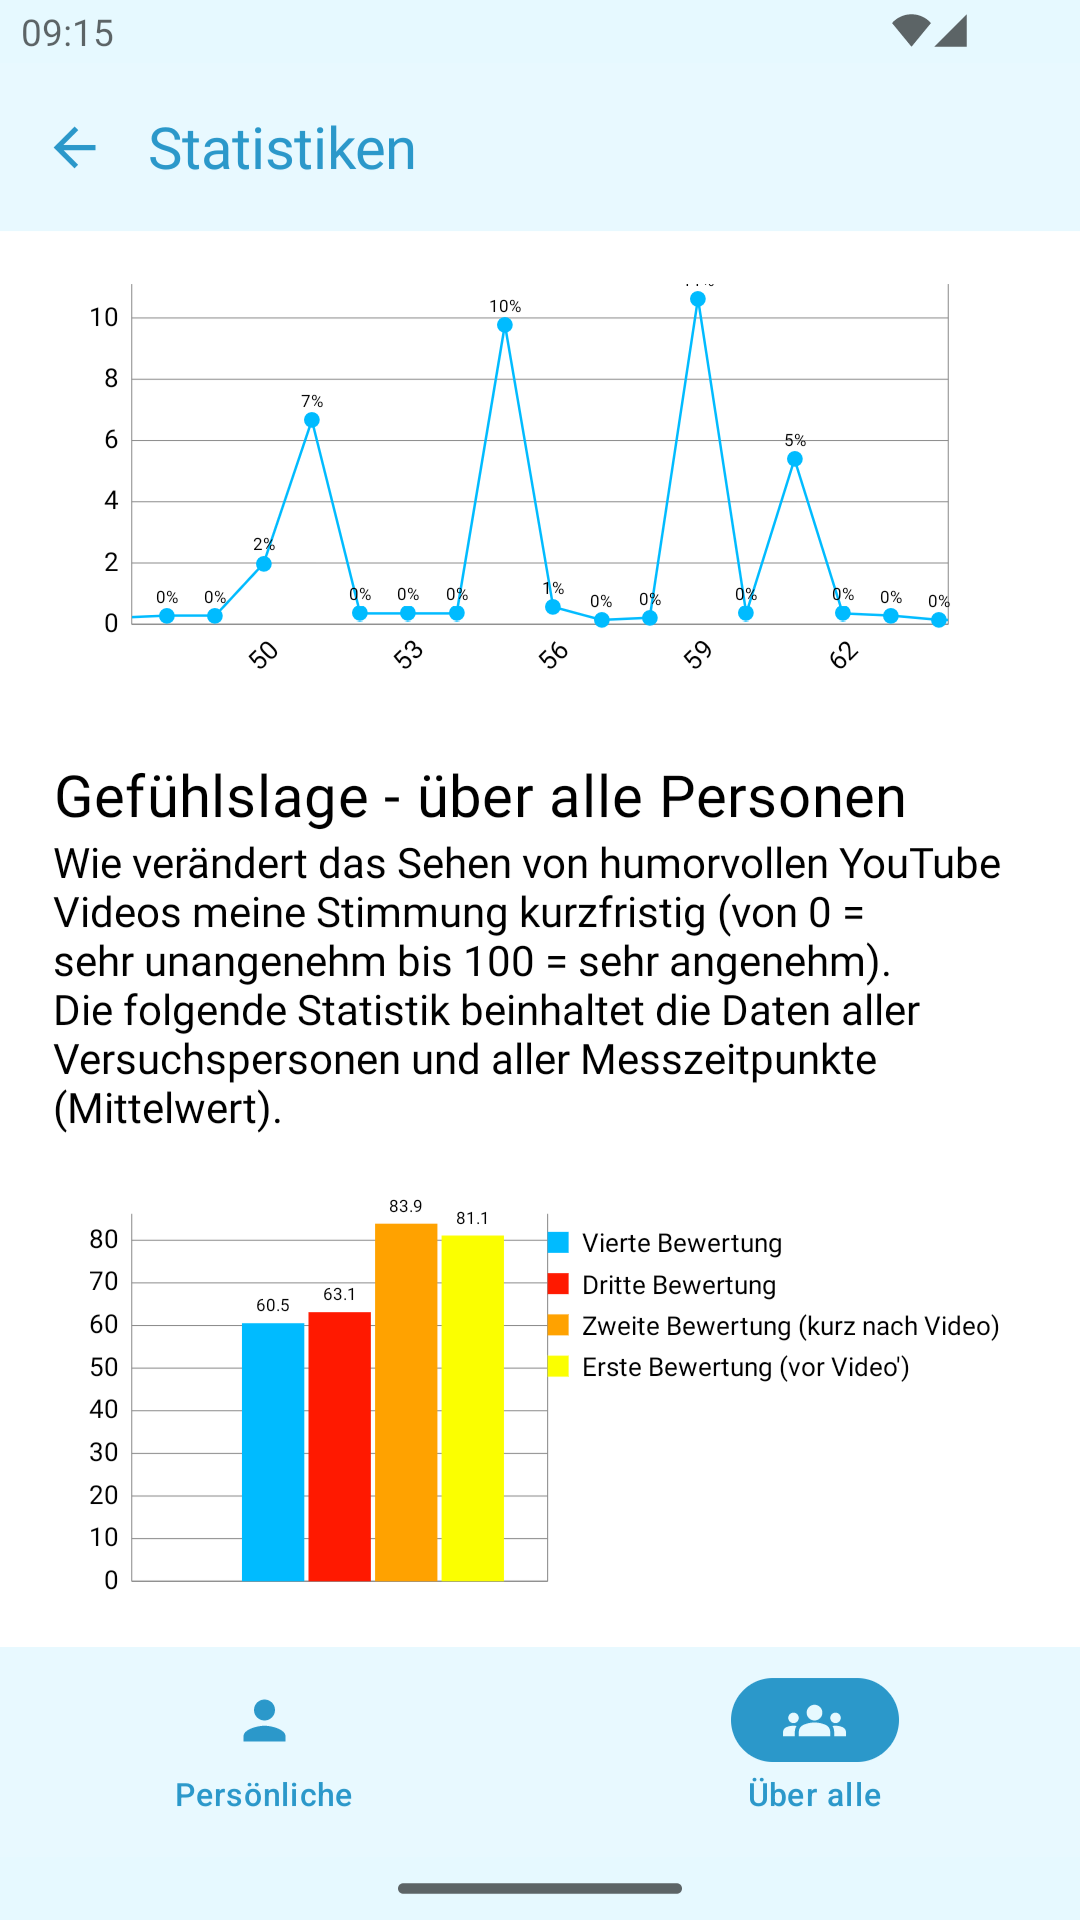 09:15
Statistiken
10
8
6
4
2
0
0%
0%
2%
7%
0%
0%
0%
10%
1%
0%
0%
0%
5%
0%
0%
0%
50
53
56
59
62
Gefühlslage - über alle Personen
Wie verändert das Sehen von humorvollen YouTube
Videos meine Stimmung kurzfristig (von 0 =
sehr unangenehm bis 100 = sehr angenehm).
Die folgende Statistik beinhaltet die Daten aller
Versuchspersonen und aller Messzeitpunkte
(Mittelwert).
80
70
60
50
40
30
20
10
0
60.5
63.1
83.9
81.1
Vierte Bewertung
Dritte Bewertung
Zweite Bewertung (kurz nach Video)
Erste Bewertung (vor Video')
Persönliche
Über alle